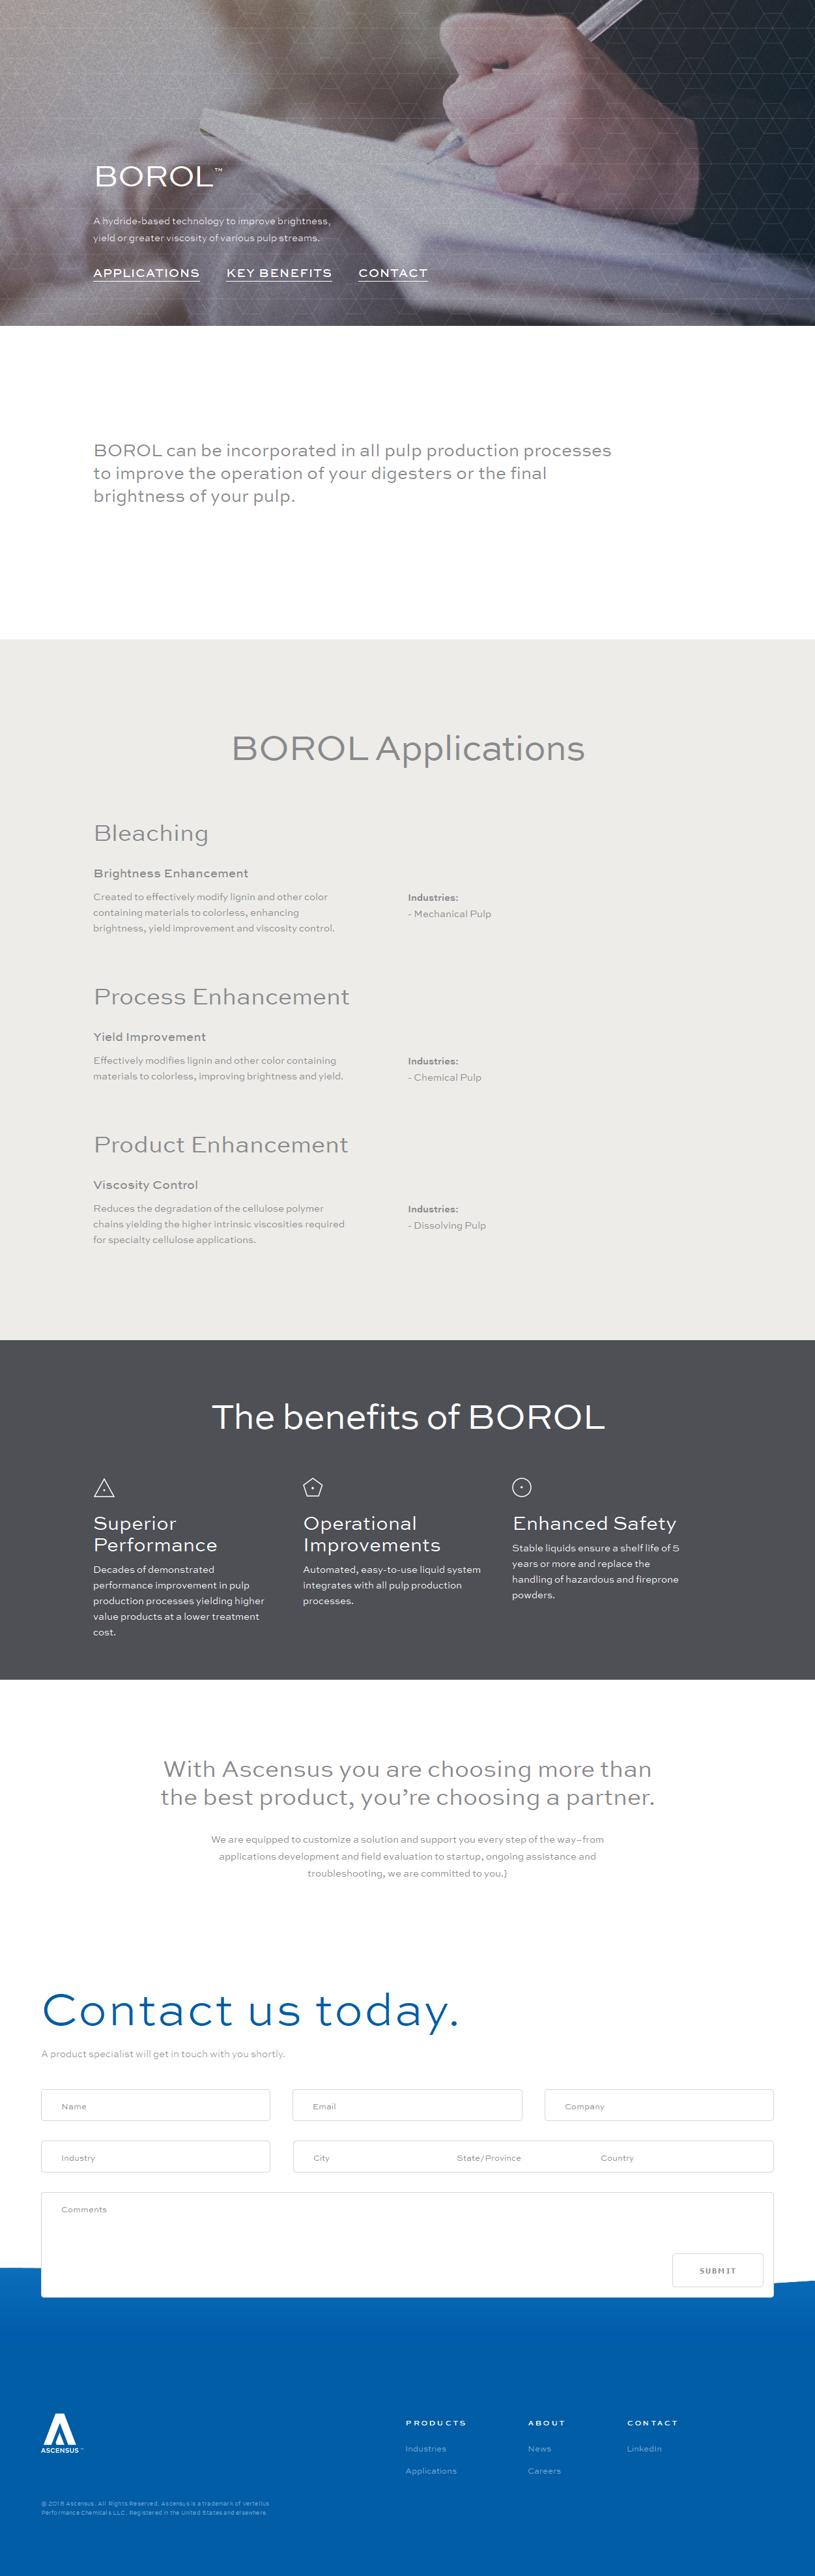 BOROL™
A hydride-based technology to improve brightness,
yield or greater viscosity of various pulp streams.
APPLICATIONS KEY BENEFITS CONTACT
BOROL can be incorporated in all pulp production processes
to improve the operation of your digesters or the final
brightness of your pulp.
BOROL Applications
Bleaching
Brightness Enhancement
Created to effectively modify lignin and other color
containing materials to colorless, enhancing
brightness, yield improvement and viscosity control.
Industries:
- Mechanical Pulp
Process Enhancement
Yield Improvement
Effectively modifies lignin and other color containing
materials to colorless, improving brightness and yield.
Industries:
- Chemical Pulp
Product Enhancement
Viscosity Control
Reduces the degradation of the cellulose polymer
chains yielding the higher intrinsic viscosities required
for specialty cellulose applications.
Industries:
- Dissolving Pulp
The benefits of BOROL
Superior
Performance
Decades of demonstrated
performance improvement in pulp
production processes yielding higher
value products at a lower treatment
cost.
Operational
Improvements
Automated, easy-to-use liquid system
integrates with all pulp production
processes.
Enhanced Safety
Stable liquids ensure a shelf life of 5
years or more and replace the
handling of hazardous and fireprone
powders.
With Ascensus you are choosing more than
the best product, you’re choosing a partner.
We are equipped to customize a solution and support you every step of the way–from
applications development and field evaluation to startup, ongoing assistance and
troubleshooting, we are committed to you.}
Contact us today.
A product specialist will get in touch with you shortly.
Name Email Company
Industry City State/Province Country
Comments
SUBMIT
ASCENSUS™
PRODUCTS
Industries
Applications
ABOUT
News
Careers
CONTACT
LinkedIn
© 2018 Ascensus. All Rights Reserved. Ascensus is a trademark of Vertellus
Performance Chemicals LLC. Registered in the United States and elsewhere.